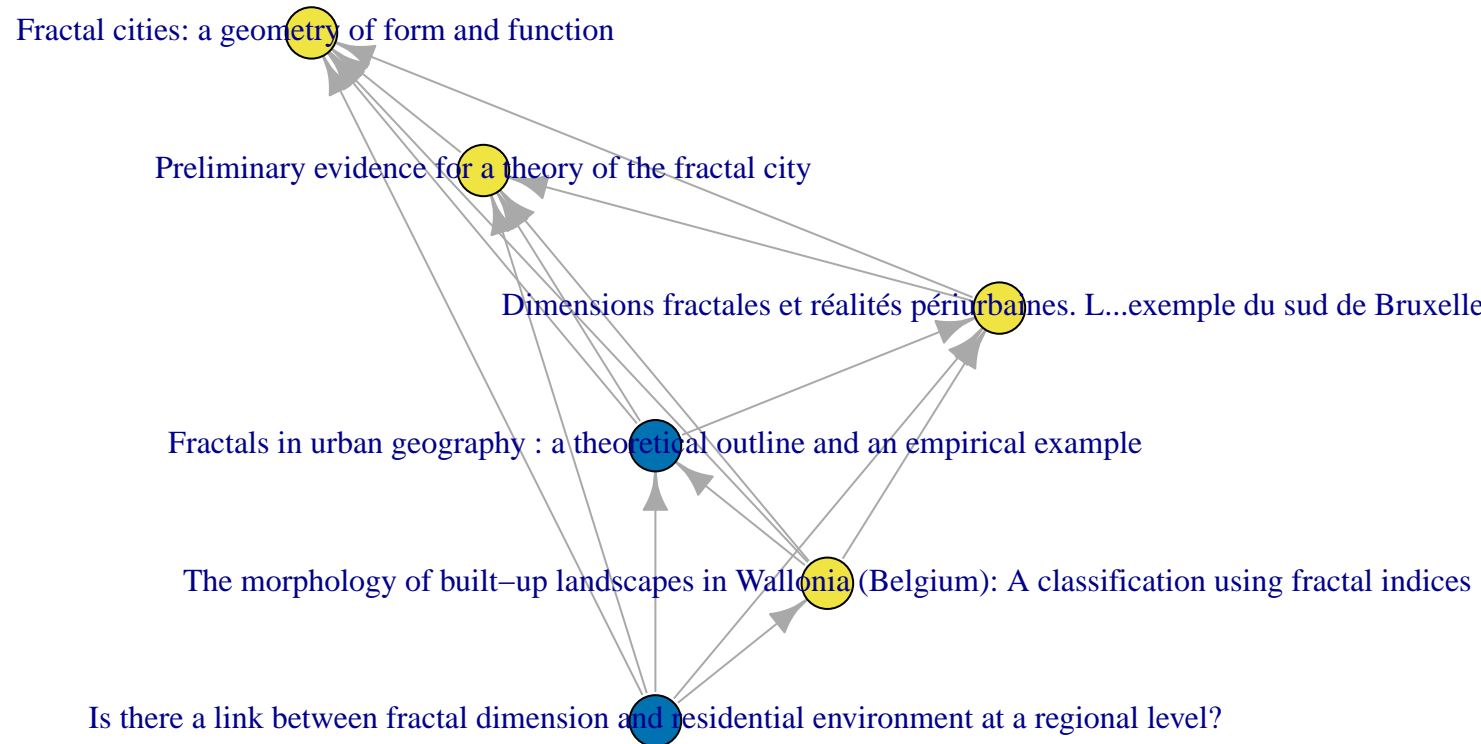 Fractal cities: a geometry of form and function
Preliminary evidence for a theory of the fractal city
Dimensions fractales et réalités périurbaines. L...exemple du sud de Bruxelle
Fractals in urban geography : a theoretical outline and an empirical example
The morphology of built−up landscapes in Wallonia (Belgium): A classification using fractal indices
Is there a link between fractal dimension and residential environment at a regional level?